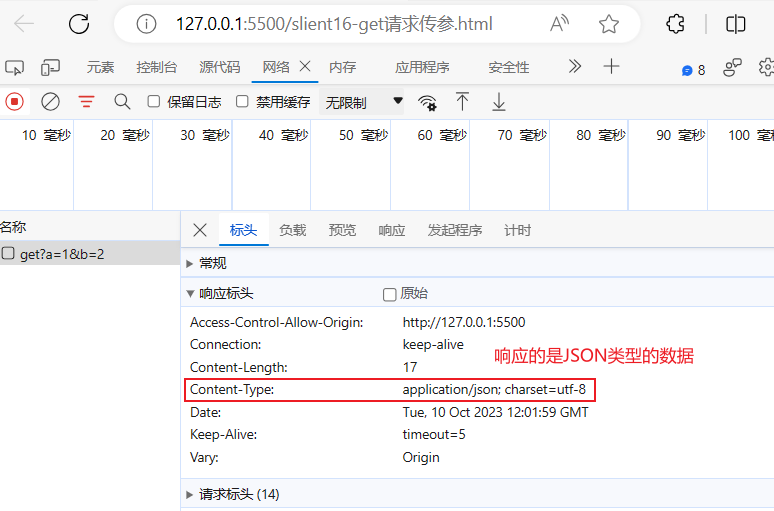 127.0.0.1:5500/slient16-get请求传参.html
元素 控制台 源代码 网络 内存 应用程序 安全性 8
保留日志 禁用缓存 无限制
10 毫秒 20 毫秒 30 毫秒 40 毫秒 50 毫秒 60 毫秒 70 毫秒 80 毫秒 90 毫秒 100 毫秒
名称 标头 负载 预览 响应 发起程序 计时
get?a=1&b=2
常规
响应标头 原始
Access-Control-Allow-Origin: http://127.0.0.1:5500
Connection: keep-alive
响应的是JSON类型的数据
Content-Length: 17
Content-Type: application/json; charset=utf-8
Date: Tue, 10 Oct 2023 12:01:59 GMT
Keep-Alive: timeout=5
Vary: Origin
请求标头 (14)